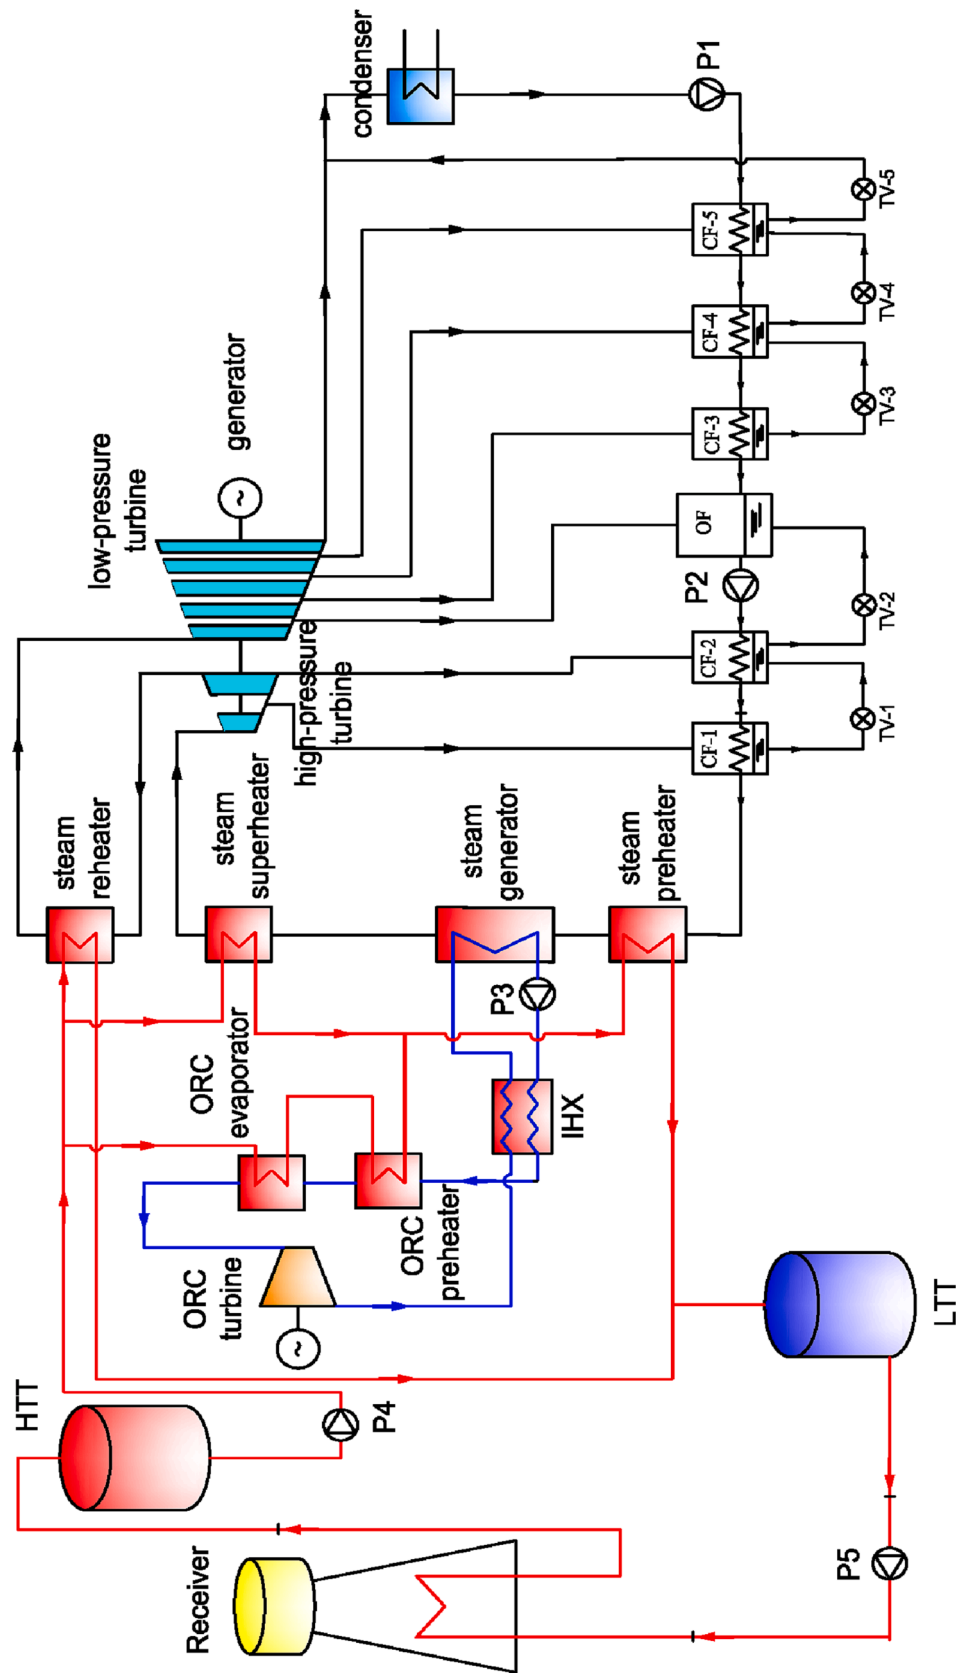 HTT
steam
reheater
low-pressure
turbine
Receiver
ORC
turbine
ORC
evaporator
steam
superheater
generator
~
~
high-pressure
turbine
condenser
P4
ORC
preheater
steam
generator
P3
IHX
steam
preheater
CF-1
CF-2
P2
OF
CF-3
CF-4
CF-5
P1
P5
TV-1
TV-2
TV-3
TV-4
TV-5
LTT